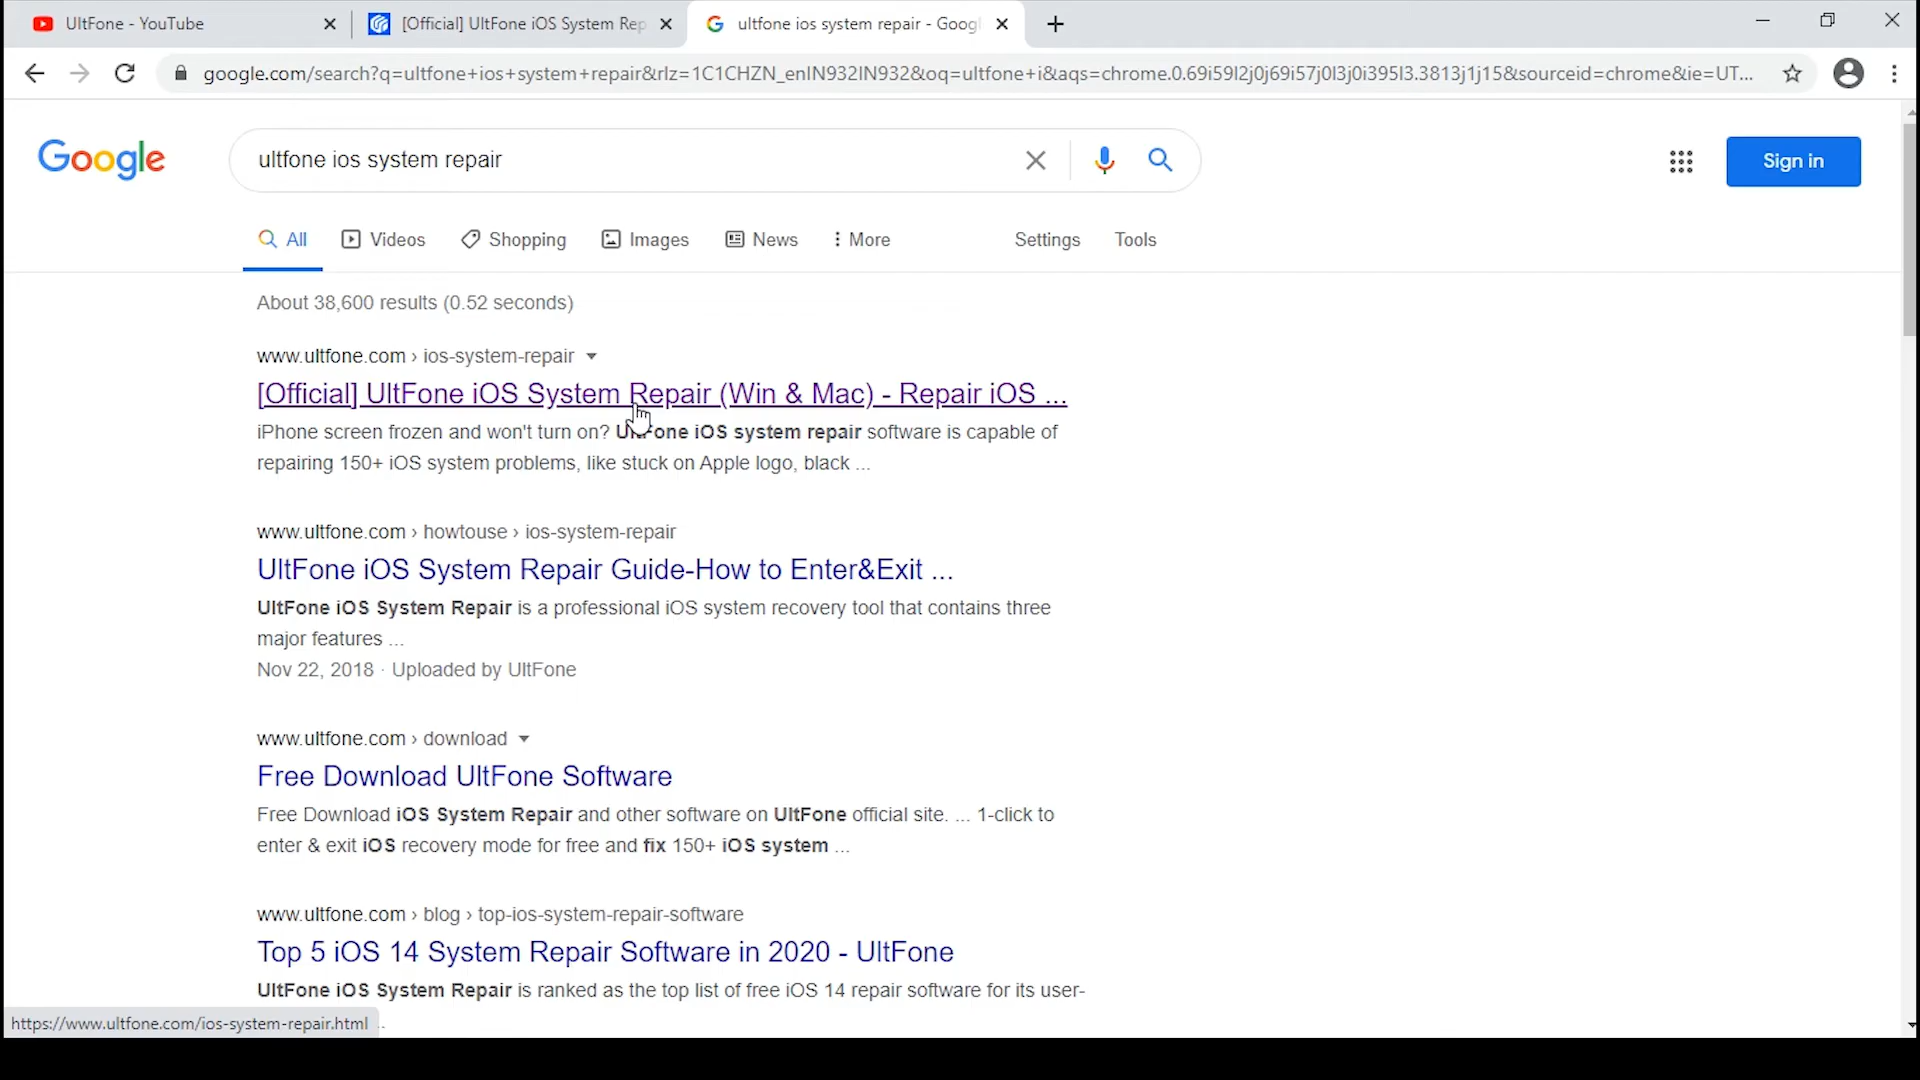 UltFone - YouTube
[Official] UltFone iOS System Rep
ultfone ios system repair - Goog
google.com/search?q=ultfone+ios+system+repair&rlz=1C1CHZN_enIN932IN932&oq=ultfone+i&aqs=chrome.0.69i59l2j0j69i57j0l3j0i395l3.3813j1j15&sourceid=chrome&ie=UT...
Google
ultfone ios system repair
Sign in
All
Videos
Shopping
Images
News
More
Settings
Tools
About 38,600 results (0.52 seconds)
www.ultfone.com › ios-system-repair
[Official] UltFone iOS System Repair (Win & Mac) - Repair iOS ...
iPhone screen frozen and won't turn on? UltFone iOS system repair software is capable of
repairing 150+ iOS system problems, like stuck on Apple logo, black ...
www.ultfone.com › howtouse › ios-system-repair
UltFone iOS System Repair Guide-How to Enter&Exit ...
UltFone iOS System Repair is a professional iOS system recovery tool that contains three
major features ...
Nov 22, 2018 · Uploaded by UltFone
www.ultfone.com › download
Free Download UltFone Software
Free Download iOS System Repair and other software on UltFone official site. ... 1-click to
enter & exit iOS recovery mode for free and fix 150+ iOS system ...
www.ultfone.com › blog › top-ios-system-repair-software
Top 5 iOS 14 System Repair Software in 2020 - UltFone
UltFone iOS System Repair is ranked as the top list of free iOS 14 repair software for its user-
https://www.ultfone.com/ios-system-repair.html